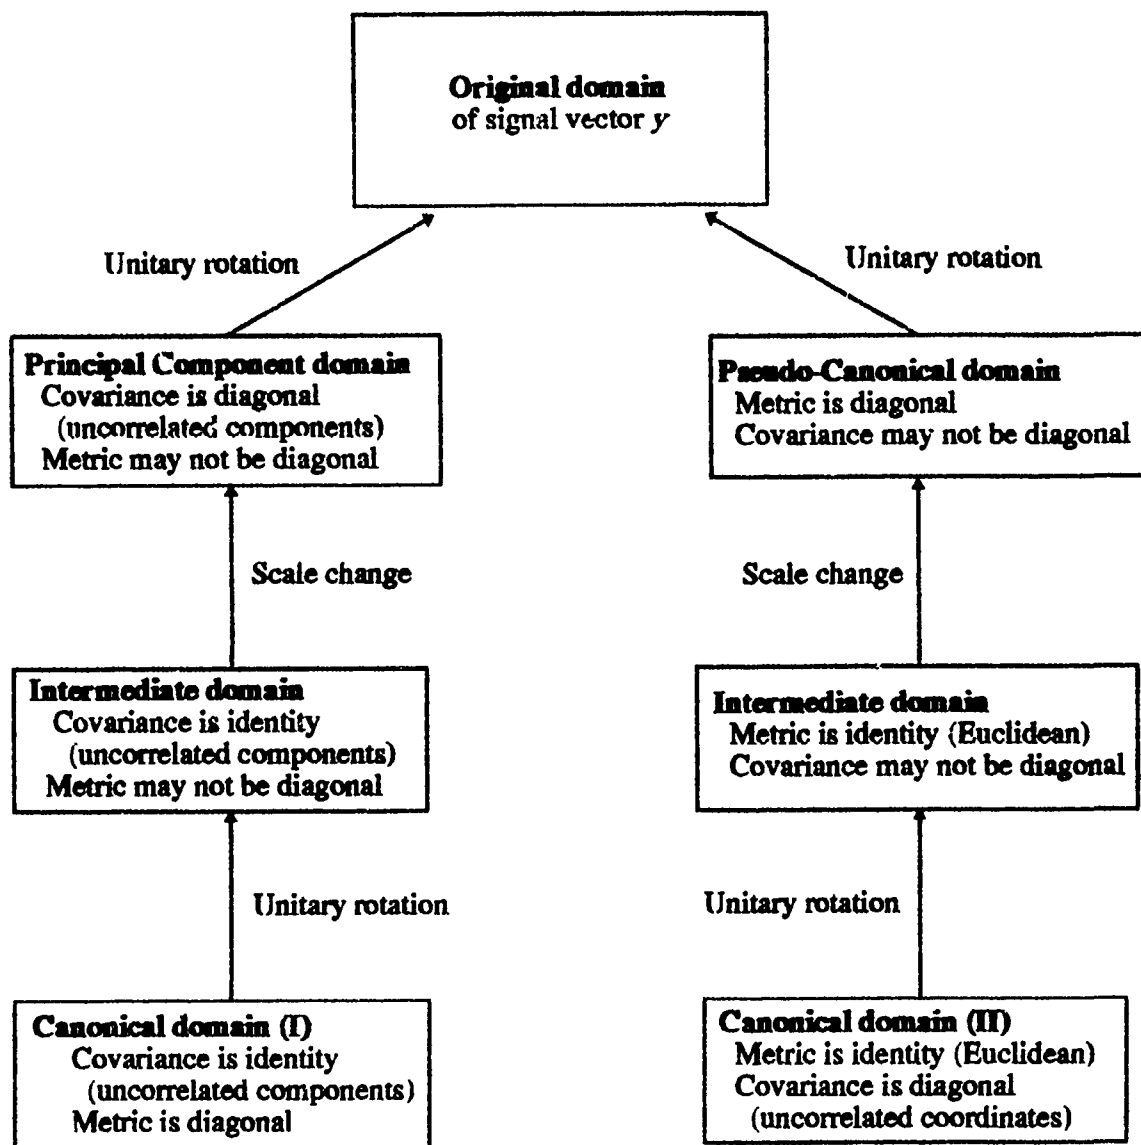 Original domain
of signal vector y
Unitary rotation
Unitary rotation
Principal Component domain
Covariance is diagonal
(uncorrelated components)
Metric may not be diagonal
Pseudo-Canonical domain
Metric is diagonal
Covariance may not be diagonal
Scale change
Scale change
Intermediate domain
Covariance is identity
(uncorrelated components)
Metric may not be diagonal
Intermediate domain
Metric is identity (Euclidean)
Covariance may not be diagonal
Unitary rotation
Unitary rotation
Canonical domain (I)
Covariance is identity
(uncorrelated components)
Metric is diagonal
Canonical domain (II)
Metric is identity (Euclidean)
Covariance is diagonal
(uncorrelated coordinates)